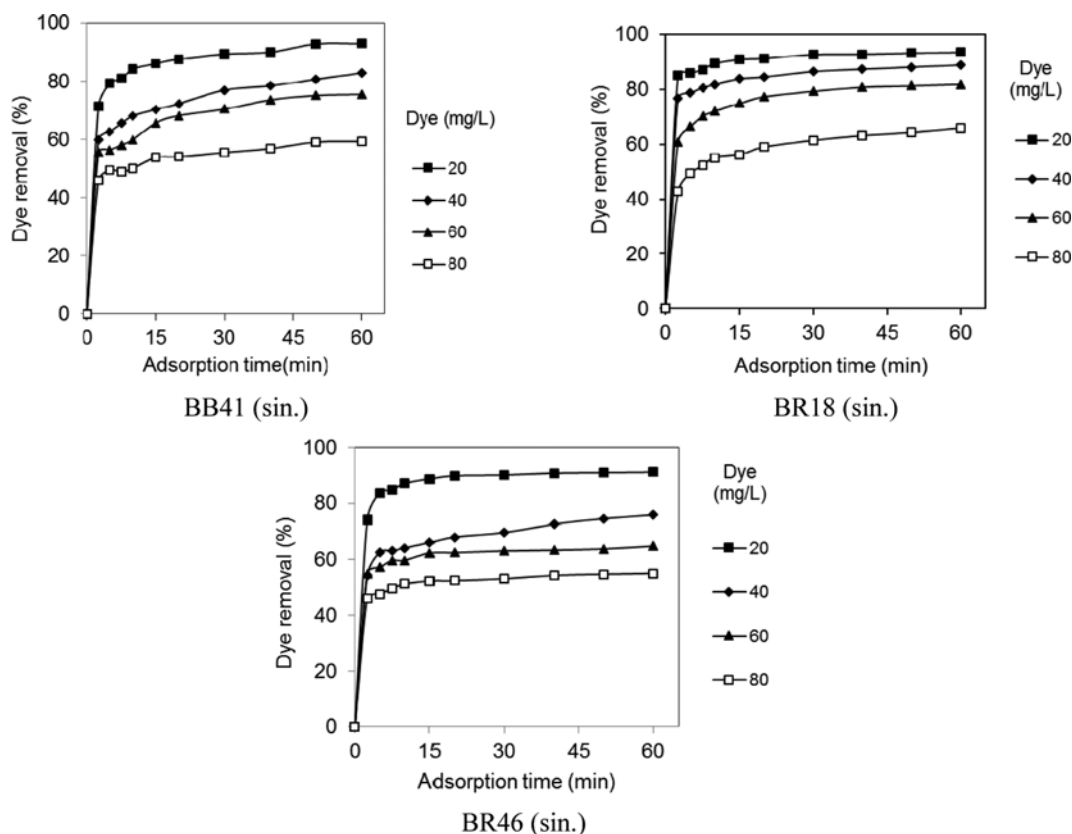 100
80
60
40
20
0
Dye removal (%)
0 15 30 45 60
Adsorption time(min)
Dye (mg/L)
20
40
60
80
BB41 (sin.)
100
80
60
40
20
0
Dye removal (%)
0 15 30 45 60
Adsorption time (min)
Dye
(mg/L)
20
40
60
80
BR18 (sin.)
100
80
60
40
20
0
Dye removal (%)
0 15 30 45 60
Adsorption time (min)
Dye
(mg/L)
20
40
60
80
BR46 (sin.)